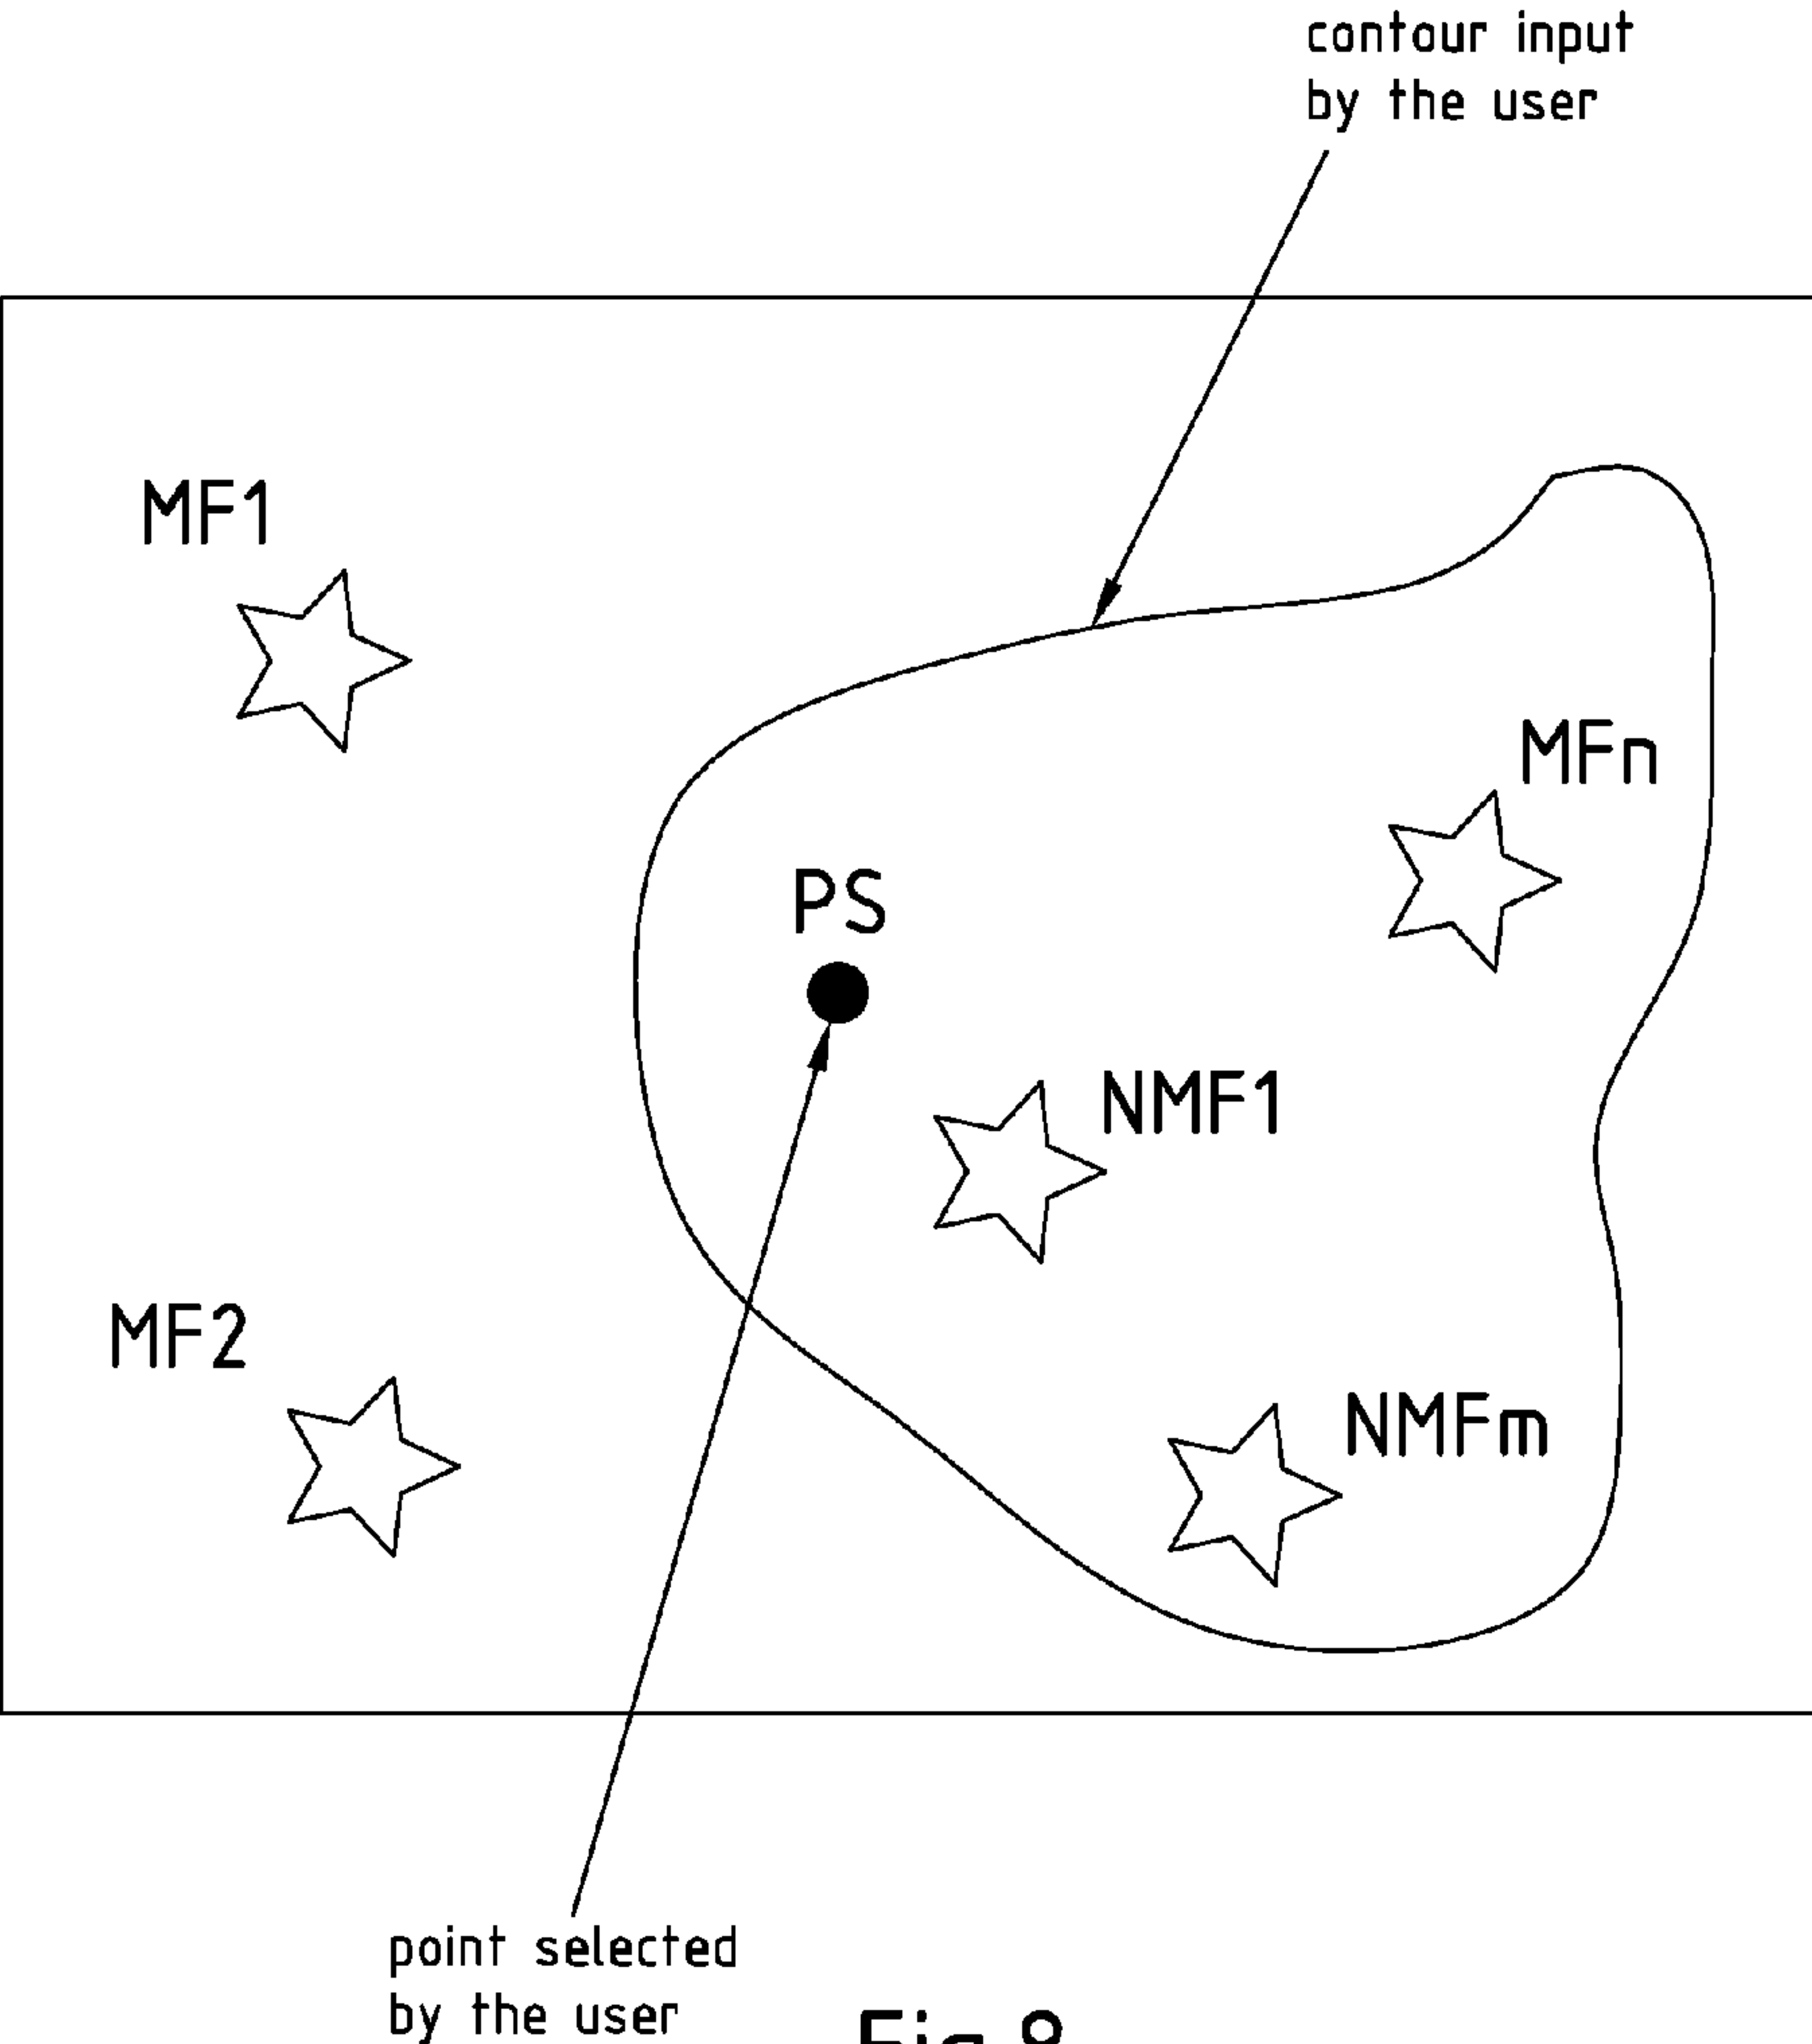 contour input
by the user
MF1
MFn
PS
NMF1
MF2
NMFm
point selected
by the user